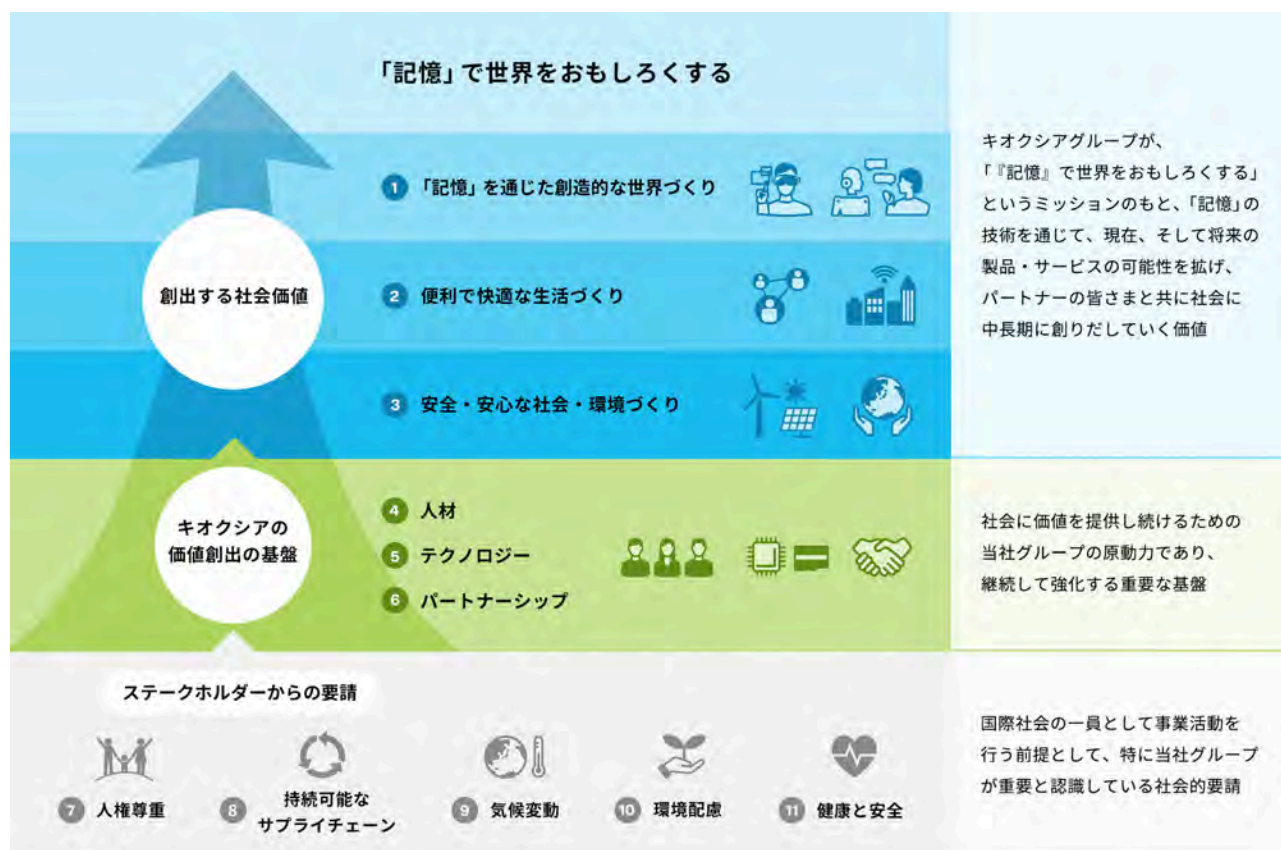 「記憶」で世界をおもしろくする
1 「記憶」を通じた創造的な世界づくり
創出する社会価値
2 便利で快適な生活づくり
3 安全・安心な社会・環境づくり
キオクシアグループが、
「『記憶』で世界をおもしろくする」
というミッションのもと、「記憶」の
技術を通じて、現在、そして将来の
製品・サービスの可能性を拡げ、
パートナーの皆さまと共に社会に
中長期に創りだしていく価値
キオクシアの
価値創出の基盤
4 人材
5 テクノロジー
6 パートナーシップ
社会に価値を提供し続けるための
当社グループの原動力であり、
継続して強化する重要な基盤
ステークホルダーからの要請
7 人権尊重
8 持続可能な
サプライチェーン
9 気候変動
10 環境配慮
11 健康と安全
国際社会の一員として事業活動を
行う前提として、特に当社グループ
が重要と認識している社会的要請